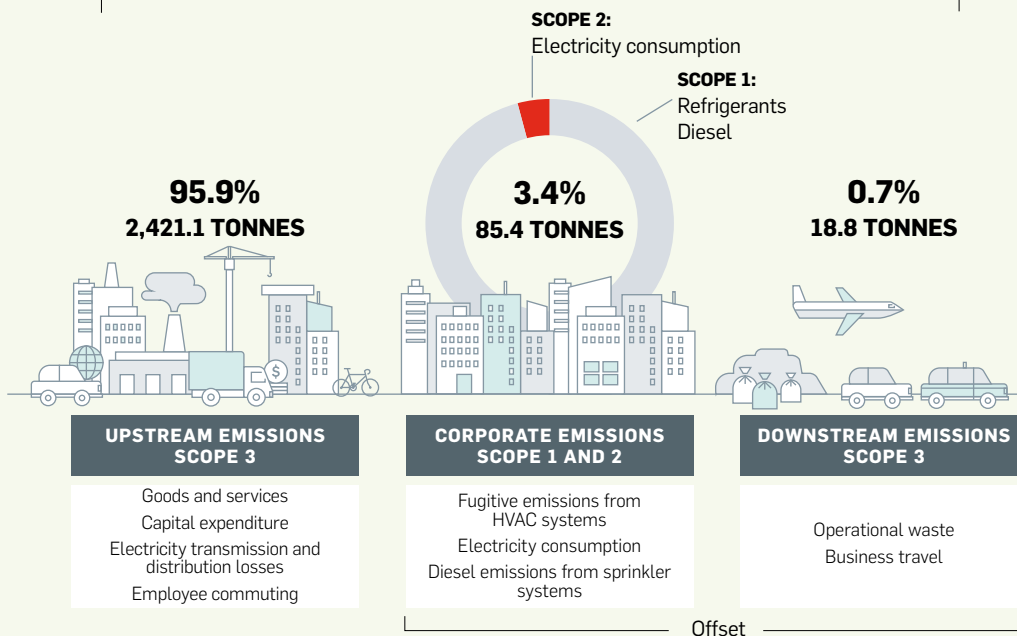 SCOPE 2:
Electricity consumption
SCOPE 1:
Refrigerants
Diesel
95.9%
2,421.1 TONNES
3.4%
85.4 TONNES
0.7%
18.8 TONNES
$
UPSTREAM EMISSIONS
SCOPE 3
Goods and services
Capital expenditure
Electricity transmission and
distribution losses
Employee commuting
CORPORATE EMISSIONS
SCOPE 1 AND 2
Fugitive emissions from
HVAC systems
Electricity consumption
Diesel emissions from sprinkler
systems
DOWNSTREAM EMISSIONS
SCOPE 3
Operational waste
Business travel
Offset